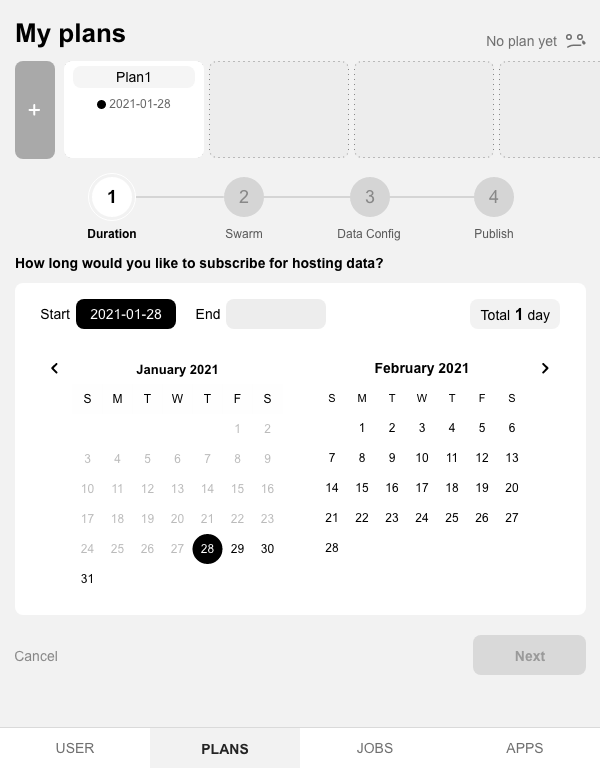 My plans
No plan yet
+
Plan1
2021-01-28
1 2 3 4
Duration Swarm Data Config Publish
How long would you like to subscribe for hosting data?
Start 2021-01-28 End Total 1 day
January 2021
S M T W T F S
1 2
3 4 5 6 7 8 9
10 11 12 13 14 15 16
17 18 19 20 21 22 23
24 25 26 27 28 29 30
31
February 2021
S M T W T F S
1 2 3 4 5 6
7 8 9 10 11 12 13
14 15 16 17 18 19 20
21 22 23 24 25 26 27
28
Cancel Next
USER PLANS JOBS APPS